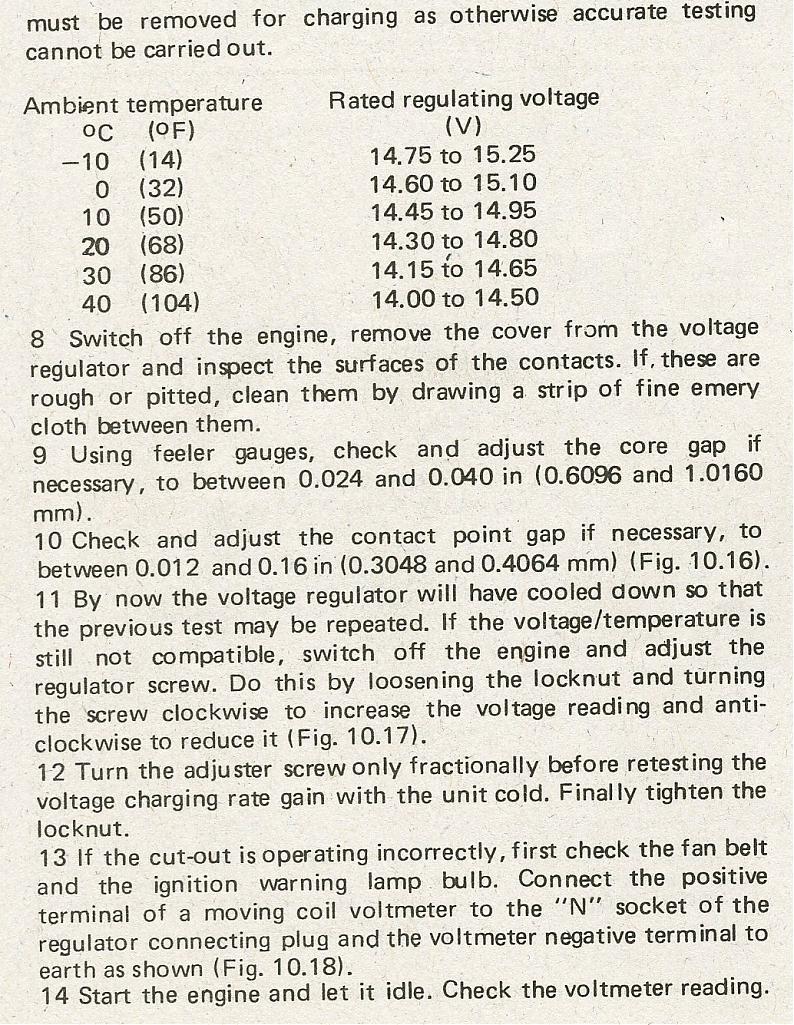 must be removed for charging as otherwise accurate testing
cannot be carried out.
Ambient temperature Rated regulating voltage
ºC (ºF) (V)
−10 (14) 14.75 to 15.25
0 (32) 14.60 to 15.10
10 (50) 14.45 to 14.95
20 (68) 14.30 to 14.80
30 (86) 14.15 to 14.65
40 (104) 14.00 to 14.50
8 Switch off the engine, remove the cover from the voltage
regulator and inspect the surfaces of the contacts. If, these are
rough or pitted, clean them by drawing a strip of fine emery
cloth between them.
9 Using feeler gauges, check and adjust the core gap if
necessary, to between 0.024 and 0.040 in (0.6096 and 1.0160
mm).
10 Check and adjust the contact point gap if necessary, to
between 0.012 and 0.16 in (0.3048 and 0.4064 mm) (Fig. 10.16).
11 By now the voltage regulator will have cooled down so that
the previous test may be repeated. If the voltage/temperature is
still not compatible, switch off the engine and adjust the
regulator screw. Do this by loosening the locknut and turning
the screw clockwise to increase the voltage reading and anti-
clockwise to reduce it (Fig. 10.17).
12 Turn the adjuster screw only fractionally before retesting the
voltage charging rate gain with the unit cold. Finally tighten the
locknut.
13 If the cut-out is operating incorrectly, first check the fan belt
and the ignition warning lamp bulb. Connect the positive
terminal of a moving coil voltmeter to the "N" socket of the
regulator connecting plug and the voltmeter negative terminal to
earth as shown (Fig. 10.18).
14 Start the engine and let it idle. Check the voltmeter reading.